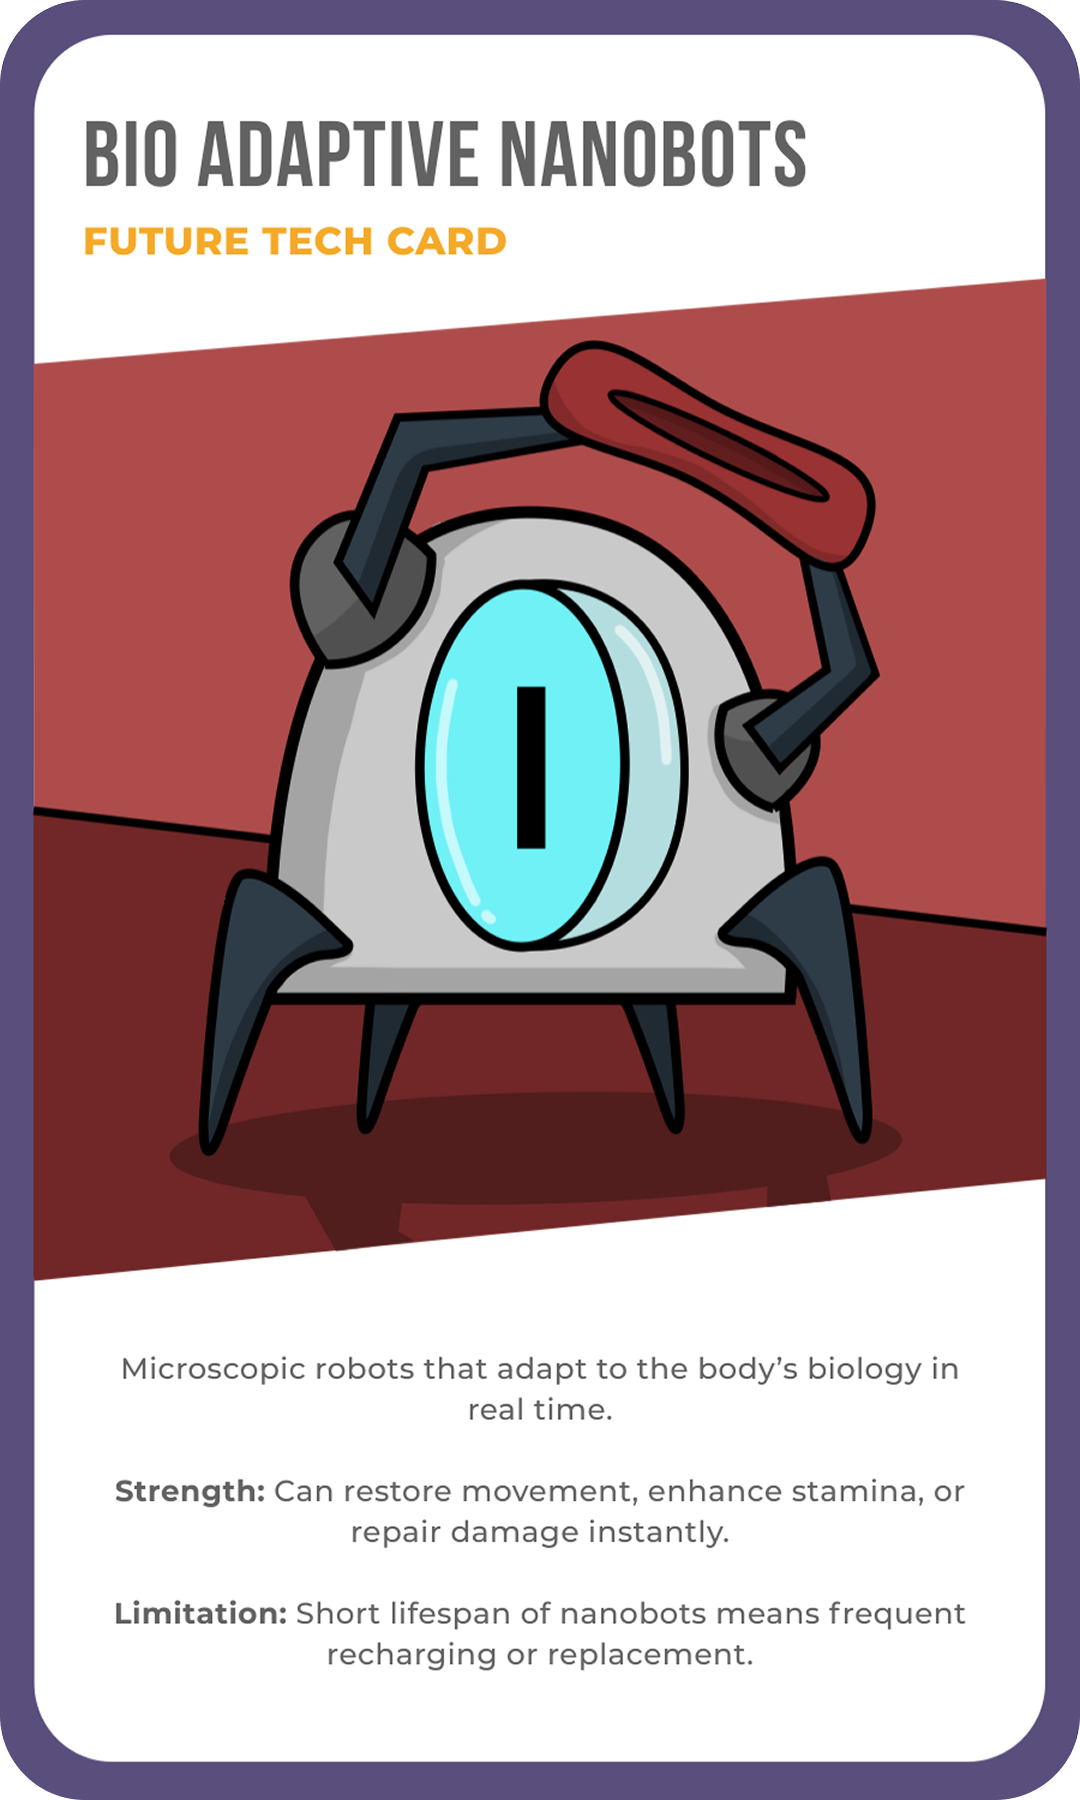 BIO ADAPTIVE NANOBOTS
FUTURE TECH CARD
Microscopic robots that adapt to the body’s biology in
real time.
Strength: Can restore movement, enhance stamina, or
repair damage instantly.
Limitation: Short lifespan of nanobots means frequent
recharging or replacement.